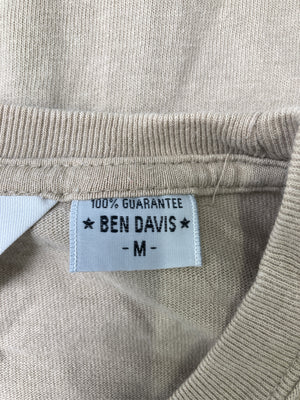 100% GUARANTEE
★ BEN DAVIS ★
- M -